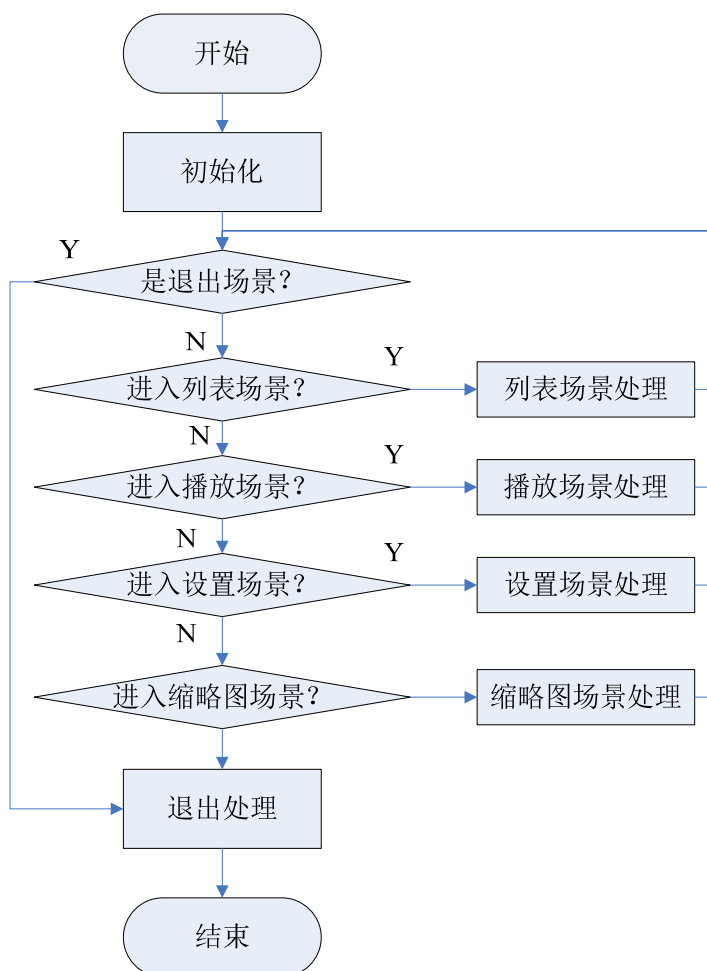 开始
初始化
Y
是退出场景？
N
Y
进入列表场景？
列表场景处理
N
Y
进入播放场景？
播放场景处理
N
Y
进入设置场景？
设置场景处理
N
进入缩略图场景？
缩略图场景处理
退出处理
结束